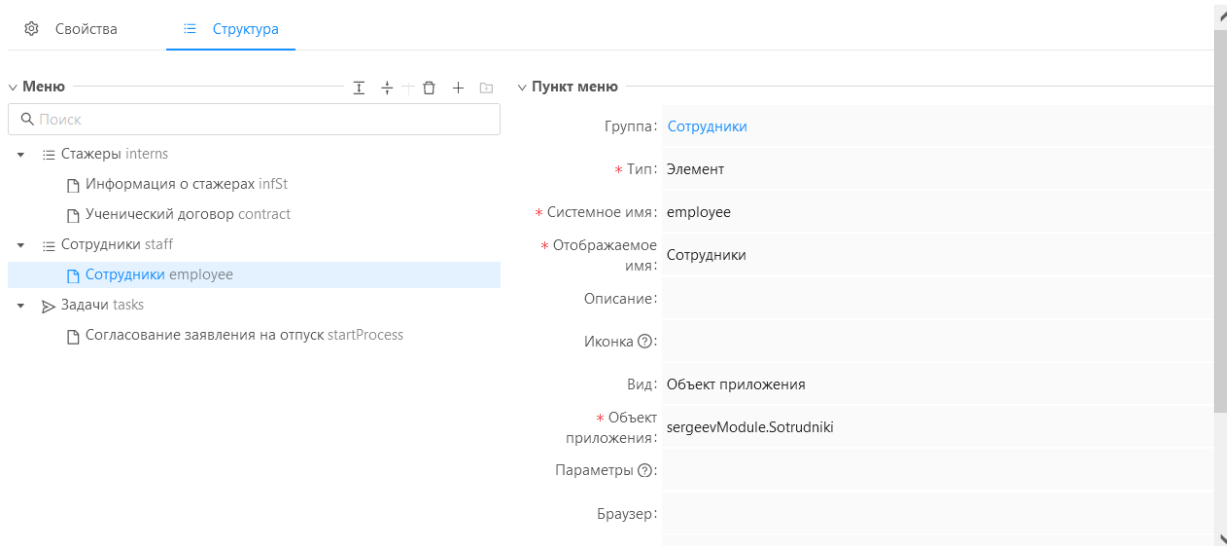 Свойства
Структура
Меню
Поиск
Стажеры interns
Информация о стажерах infSt
Ученический договор contract
Сотрудники staff
Сотрудники employee
Задачи tasks
Согласование заявления на отпуск startProcess
Пункт меню
Группа: Сотрудники
* Тип: Элемент
* Системное имя: employee
* Отображаемое
имя: Сотрудники
Описание:
Иконка ?:
Вид: Объект приложения
* Объект
приложения: sergeevModule.Sotrudniki
Параметры ?:
Браузер: